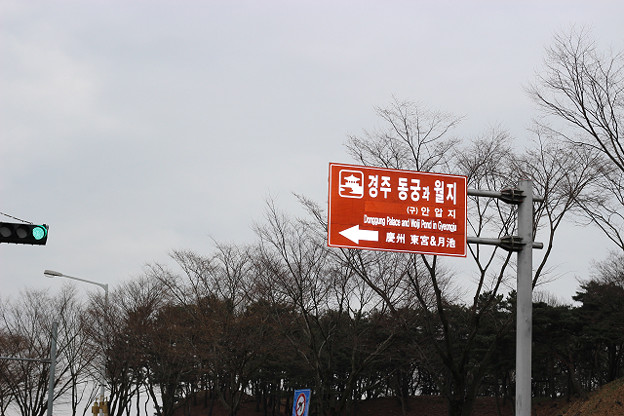 경주 동궁과 월지
(구) 안압지
Donggung Palace and Wolji Pond in Gyeongju
慶州 東宮&月池